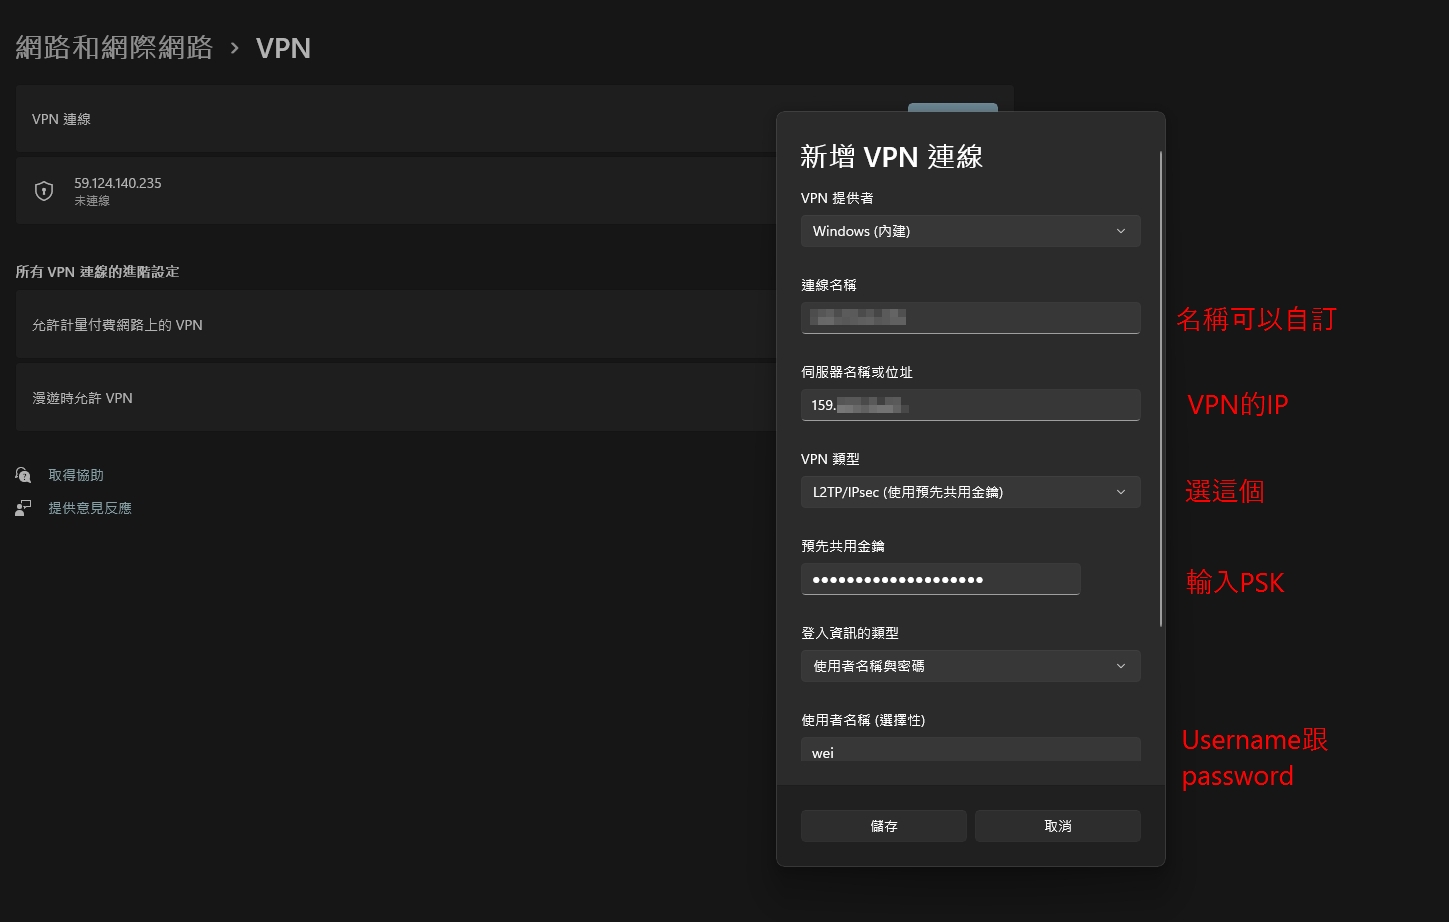 網路和網際網路 › VPN
VPN 連線
59.124.140.235
未連線
所有 VPN 連線的進階設定
允許計量付費網路上的 VPN
漫遊時允許 VPN
取得協助
提供意見反應
新增 VPN 連線
VPN 提供者
Windows (內建)
連線名稱
名稱可以自訂
伺服器名稱或位址
159.
VPN的IP
VPN 類型
L2TP/IPsec (使用預先共用金鑰)
選這個
預先共用金鑰
輸入PSK
登入資訊的類型
使用者名稱與密碼
使用者名稱 (選擇性)
wei
Username跟
password
儲存
取消